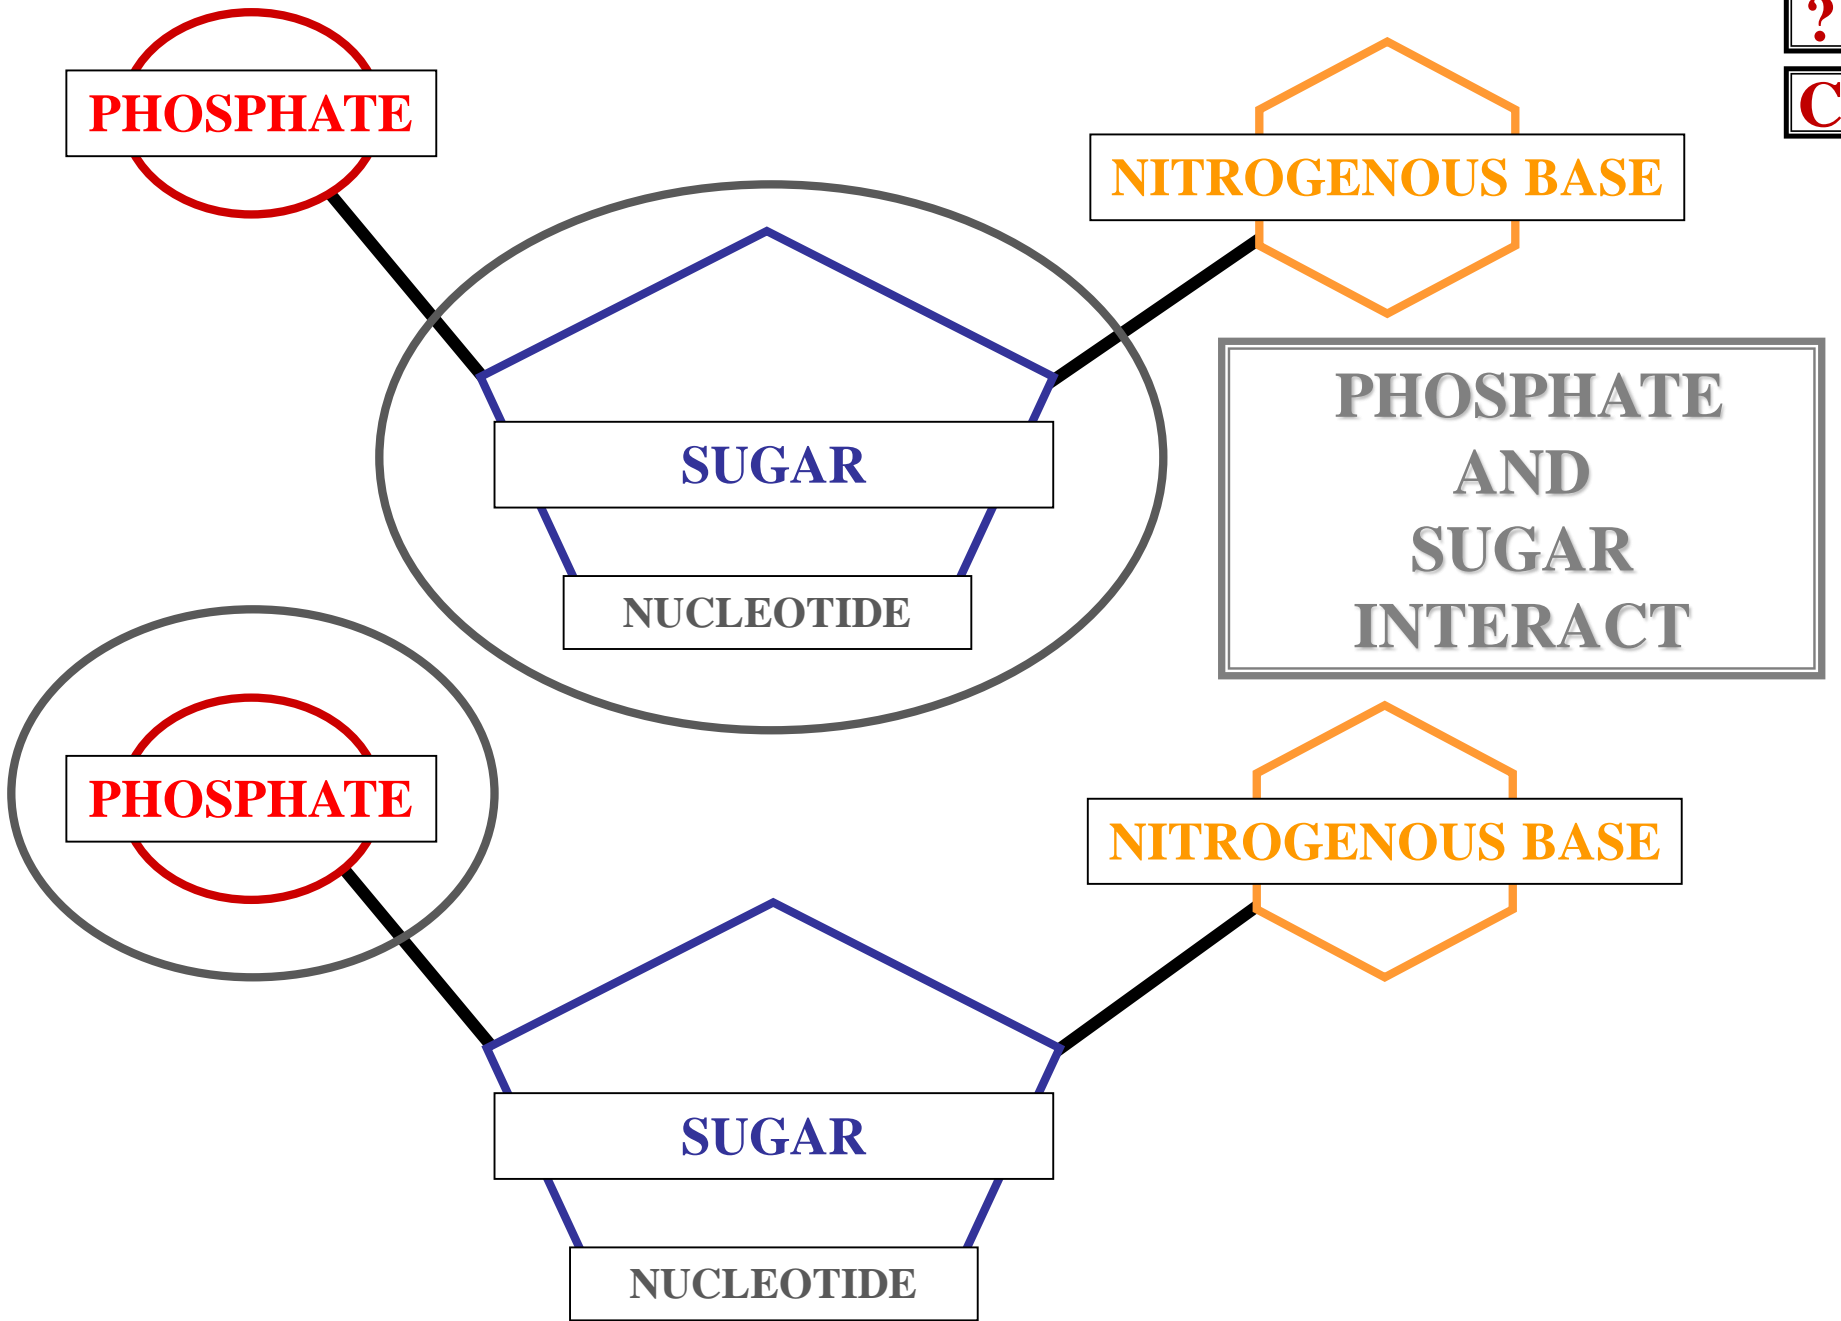 ?
C
PHOSPHATE
NITROGENOUS BASE
SUGAR
NUCLEOTIDE
PHOSPHATE
AND
SUGAR
INTERACT
PHOSPHATE
NITROGENOUS BASE
SUGAR
NUCLEOTIDE